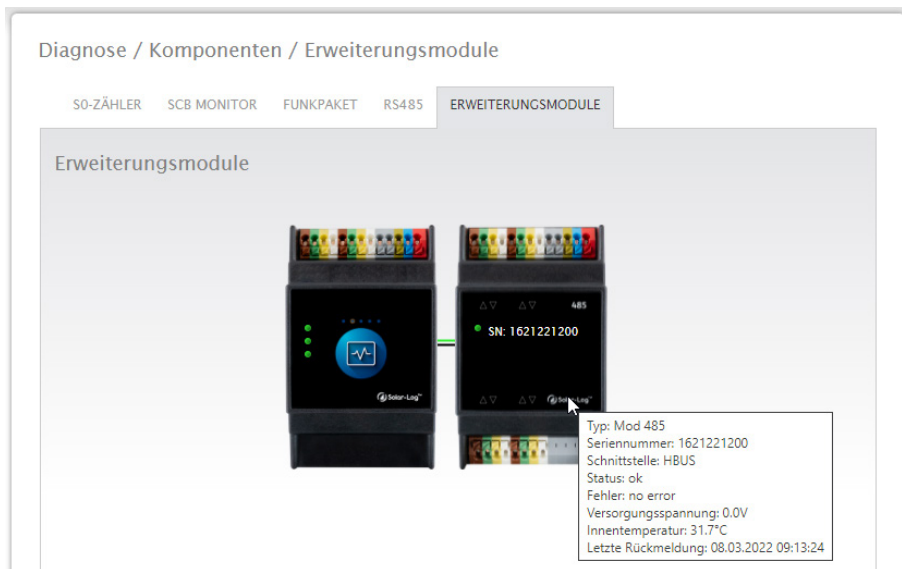 Diagnose / Komponenten / Erweiterungsmodule
S0-ZÄHLER SCB MONITOR FUNKPAKET RS485 ERWEITERUNGSMODULE
Erweiterungsmodule
485
SN: 1621221200
Solar-Log™
Solar-Log™
Typ: Mod 485
Seriennummer: 1621221200
Schnittstelle: HBUS
Status: ok
Fehler: no error
Versorgungsspannung: 0.0V
Innentemperatur: 31.7°C
Letzte Rückmeldung: 08.03.2022 09:13:24